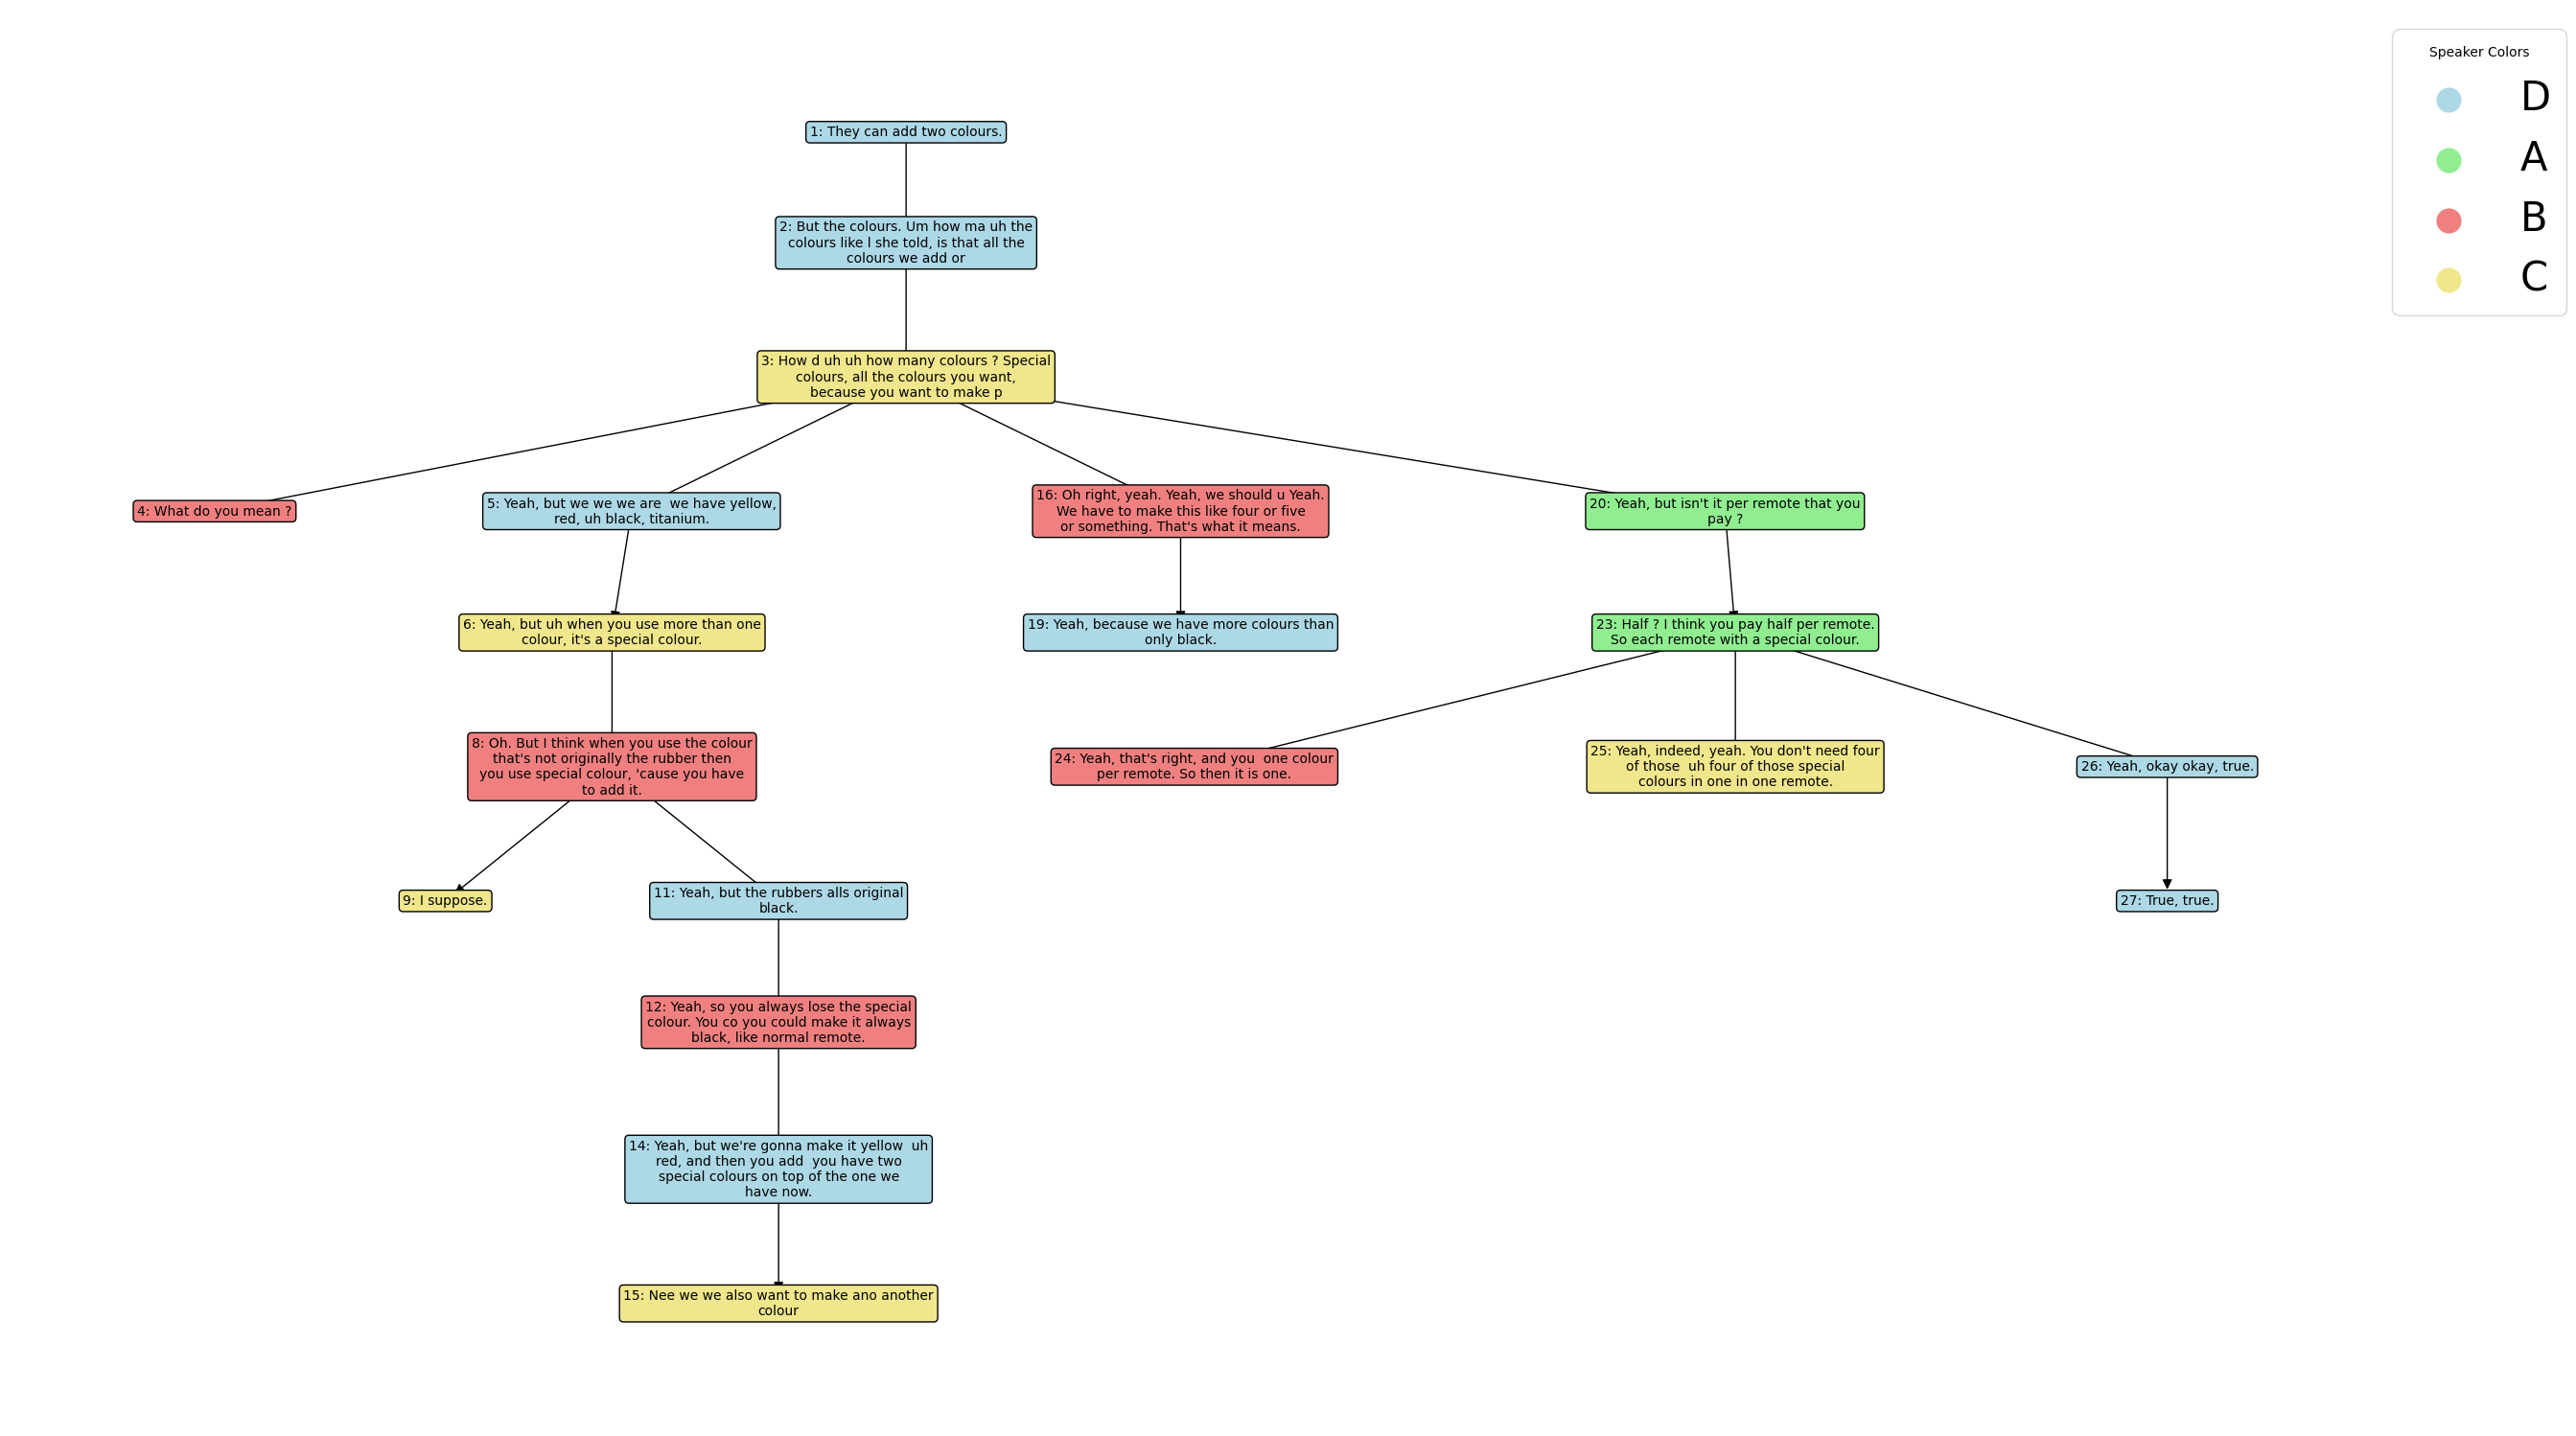 Speaker Colors
D
A
B
C
1: They can add two colours.
2: But the colours. Um how ma uh the
colours like l she told, is that all the
colours we add or
3: How d uh uh how many colours ? Special
colours, all the colours you want,
because you want to make p
4: What do you mean ?
5: Yeah, but we we we are  we have yellow,
red, uh black, titanium.
16: Oh right, yeah. Yeah, we should u Yeah.
We have to make this like four or five
or something. That's what it means.
20: Yeah, but isn't it per remote that you
pay ?
6: Yeah, but uh when you use more than one
colour, it's a special colour.
19: Yeah, because we have more colours than
only black.
23: Half ? I think you pay half per remote.
So each remote with a special colour.
8: Oh. But I think when you use the colour
that's not originally the rubber then
you use special colour, 'cause you have
to add it.
24: Yeah, that's right, and you  one colour
per remote. So then it is one.
25: Yeah, indeed, yeah. You don't need four
of those  uh four of those special
colours in one in one remote.
26: Yeah, okay okay, true.
9: I suppose.
11: Yeah, but the rubbers alls original
black.
27: True, true.
12: Yeah, so you always lose the special
colour. You co you could make it always
black, like normal remote.
14: Yeah, but we're gonna make it yellow  uh
red, and then you add  you have two
special colours on top of the one we
have now.
15: Nee we we also want to make ano another
colour